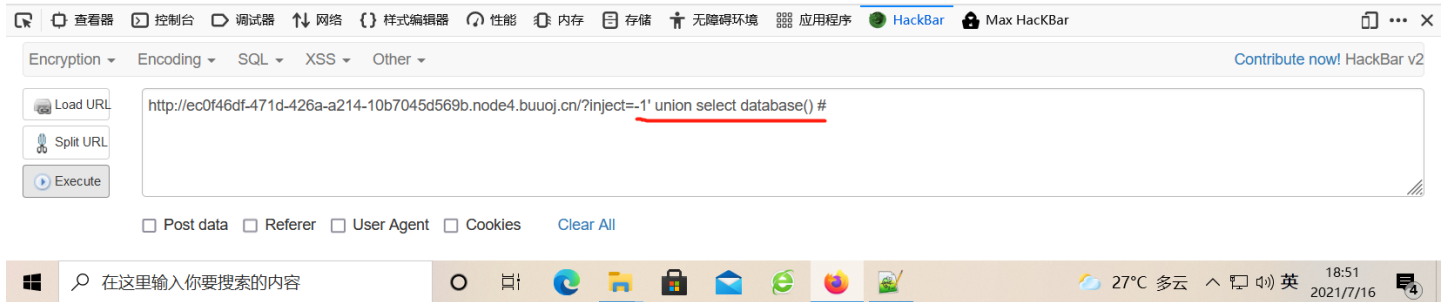 查看器 控制台 调试器 网络 {} 样式编辑器 性能 内存 存储 无障碍环境 应用程序 HackBar Max HacKBar
Encryption Encoding SQL XSS Other Contribute now! HackBar v2
Load URL http://ec0f46df-471d-426a-a214-10b7045d569b.node4.buuoj.cn/?inject=-1' union select database() #
Split URL
Execute
Post data Referer User Agent Cookies Clear All
在这里输入你要搜索的内容 27°C 多云 英 18:51
2021/7/16 4